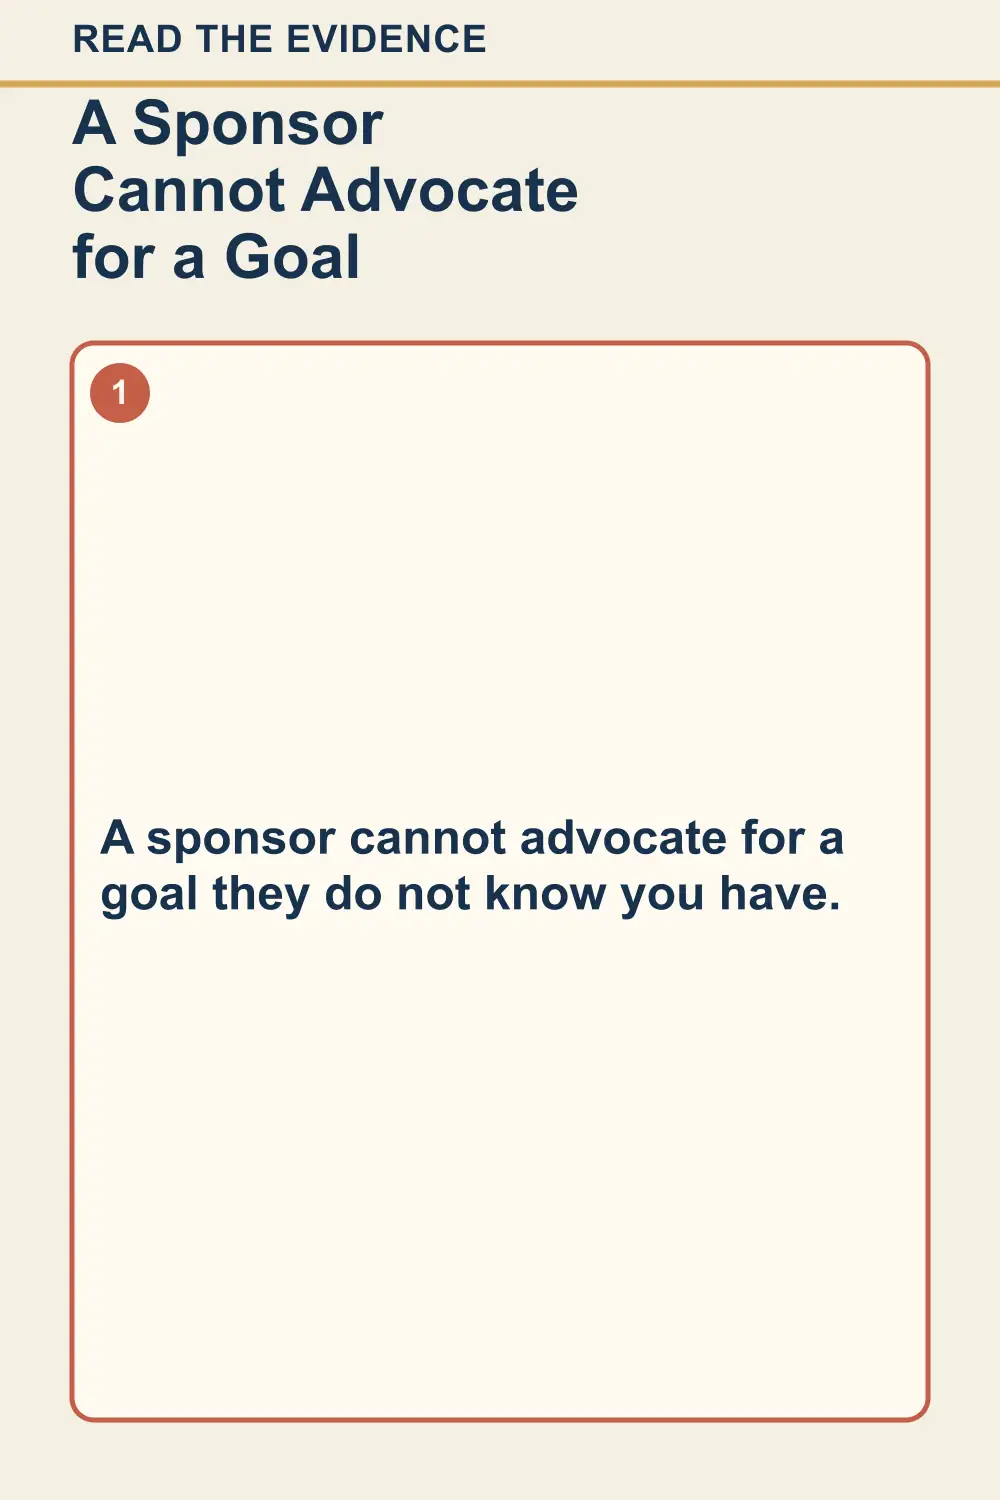 READ THE EVIDENCE
A Sponsor
Cannot Advocate
for a Goal
1
A sponsor cannot advocate for a
goal they do not know you have.